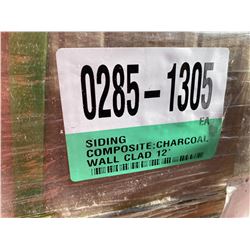 0285-1305
EA
SIDING
COMPOSITE;CHARCOAL
WALL CLAD 12'